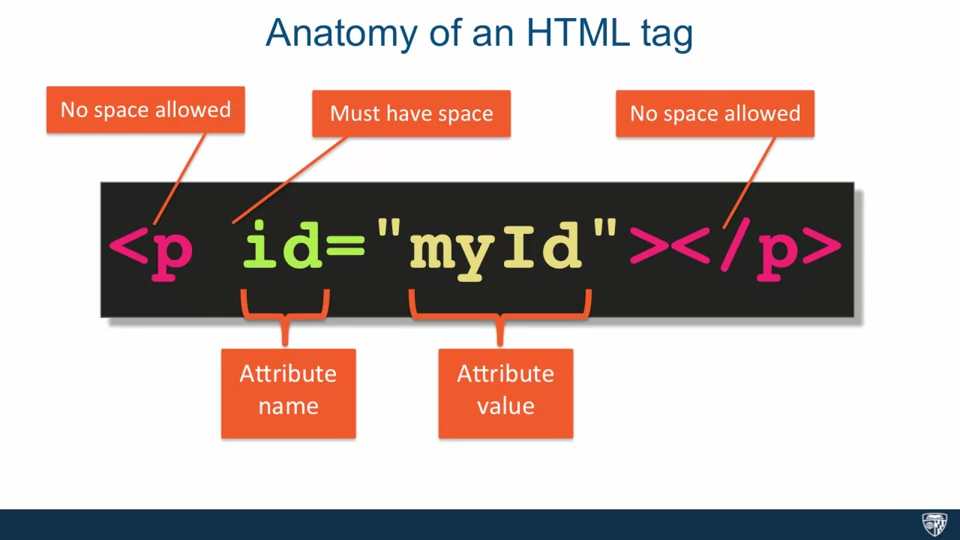 Anatomy of an HTML tag
No space allowed
Must have space
No space allowed
<p id="myId"></p>
Attribute
name
Attribute
value